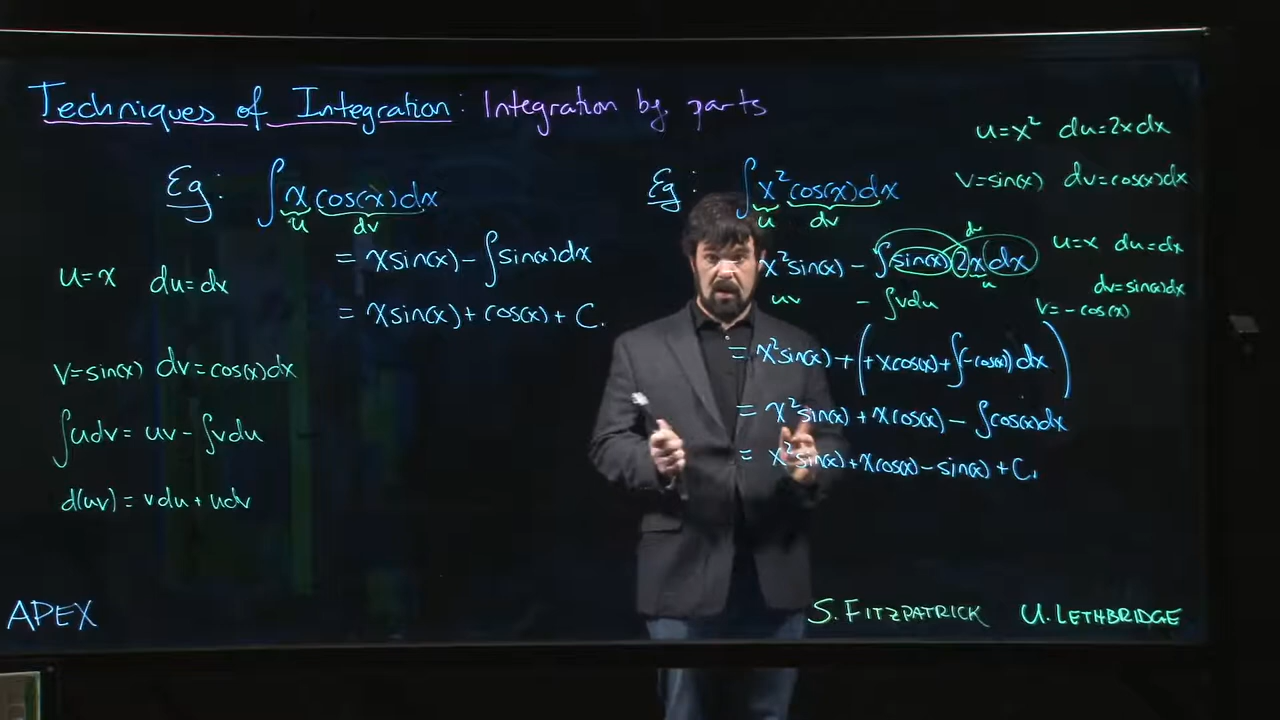 Techniques of Integration: Integration by parts
Eg: ∫ x cos(x) dx
u dv
= x sin(x) − ∫ sin(x) dx
= x sin(x) + cos(x) + C.
u = x du = dx
v = sin(x) dv = cos(x) dx
∫ u dv = uv − ∫ v du
d(uv) = v du + u dv
u = x² du = 2x dx
v = sin(x) dv = cos(x) dx
Eg: ∫ x² cos(x) dx
u dv
dv
x² sin(x) − ∫ sin(x) 2x dx
u
uv − ∫ v du
u = x du = dx
dv = sin(x) dx
v = −cos(x)
= x² sin(x) + (+ x cos(x) + ∫ (−cos(x)) dx)
= x² sin(x) + x cos(x) − ∫ cos(x) dx
= x² sin(x) + x cos(x) − sin(x) + C.
APEX
S. FITZPATRICK U. LETHBRIDGE